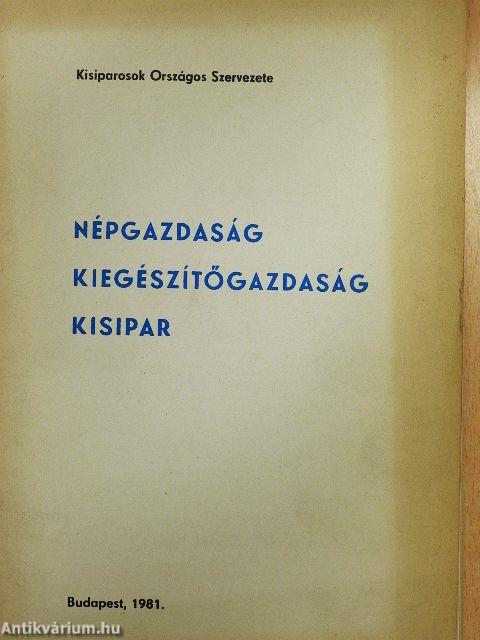 Kisiparosok Országos Szervezete
NÉPGAZDASÁG
KIEGÉSZÍTŐGAZDASÁG
KISIPAR
Budapest, 1981.
Antikvárium.hu